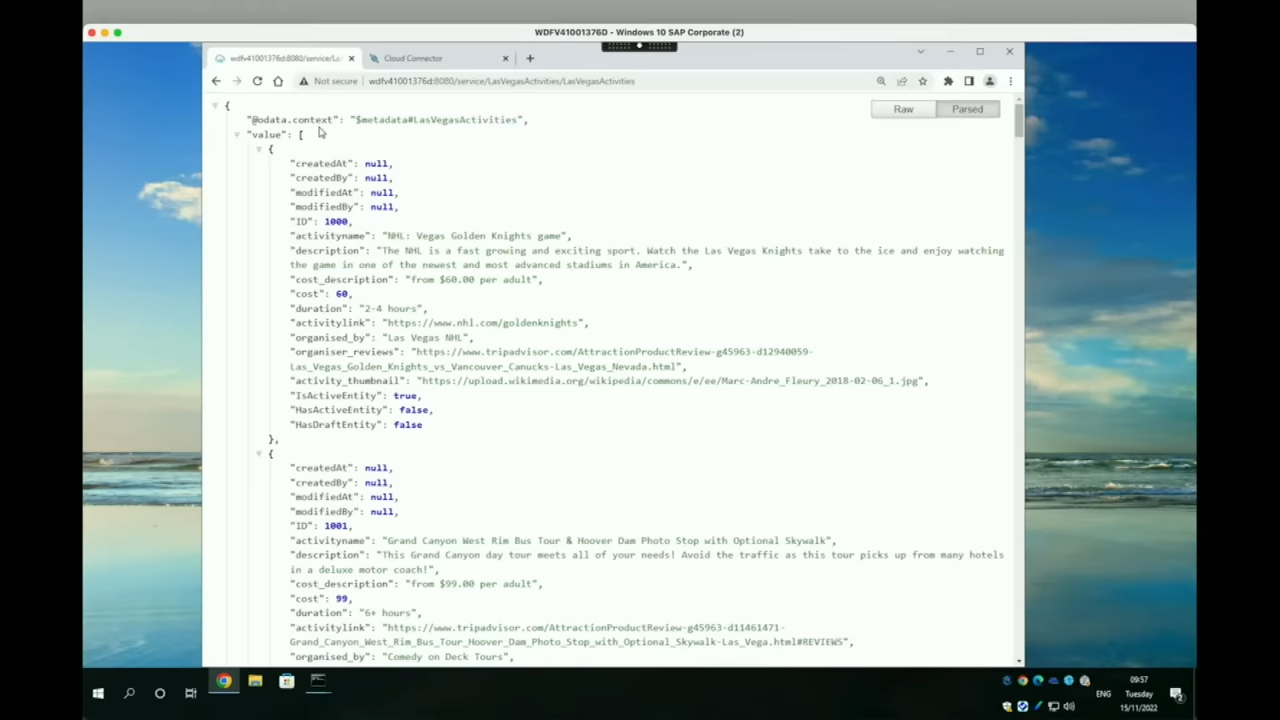 WDFV41001376D - Windows 10 SAP Corporate (2)
wdfv41001376d:8080/service/La
Cloud Connector
Not secure
wdfv41001376d:8080/service/LasVegasActivities/LasVegasActivities
Raw
Parsed
{
"@odata.context": "$metadata#LasVegasActivities",
"value": [
{
"createdAt": null,
"createdBy": null,
"modifiedAt": null,
"modifiedBy": null,
"ID": 1000,
"activityname": "NHL: Vegas Golden Knights game",
"description": "The NHL is a fast growing and exciting sport. Watch the Las Vegas Knights take to the ice and enjoy watching
the game in one of the newest and most advanced stadiums in America.",
"cost_description": "from $60.00 per adult",
"cost": 60,
"duration": "2-4 hours",
"activitylink": "https://www.nhl.com/goldenknights",
"organised_by": "Las Vegas NHL",
"organiser_reviews": "https://www.tripadvisor.com/AttractionProductReview-g45963-d12940059-
Las_Vegas_Golden_Knights_vs_Vancouver_Canucks-Las_Vegas_Nevada.html",
"activity_thumbnail": "https://upload.wikimedia.org/wikipedia/commons/e/ee/Marc-Andre_Fleury_2018-02-06_1.jpg",
"IsActiveEntity": true,
"HasActiveEntity": false,
"HasDraftEntity": false
},
{
"createdAt": null,
"createdBy": null,
"modifiedAt": null,
"modifiedBy": null,
"ID": 1001,
"activityname": "Grand Canyon West Rim Bus Tour & Hoover Dam Photo Stop with Optional Skywalk",
"description": "This Grand Canyon day tour meets all of your needs! Avoid the traffic as this tour picks up from many hotels
in a deluxe motor coach!",
"cost_description": "from $99.00 per adult",
"cost": 99,
"duration": "6+ hours",
"activitylink": "https://www.tripadvisor.com/AttractionProductReview-g45963-d11461471-
Grand_Canyon_West_Rim_Bus_Tour_Hoover_Dam_Photo_Stop_with_Optional_Skywalk-Las_Vega.html#REVIEWS",
"organised_by": "Comedy on Deck Tours",
09:57
ENG
Tuesday
15/11/2022
2